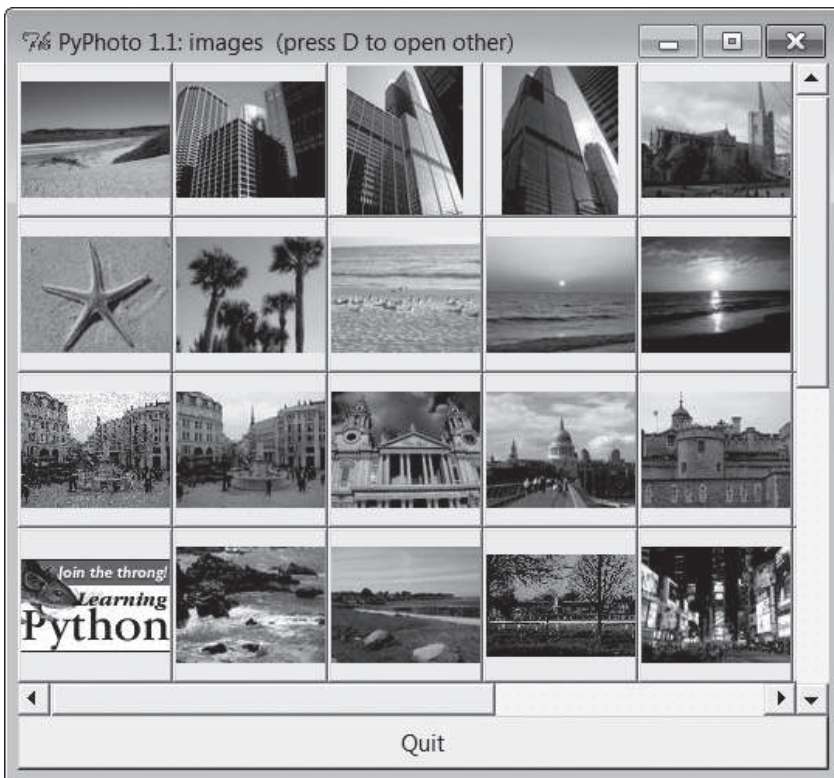 PyPhoto 1.1: images (press D to open other)
Join the throng!
Learning
Python
Quit